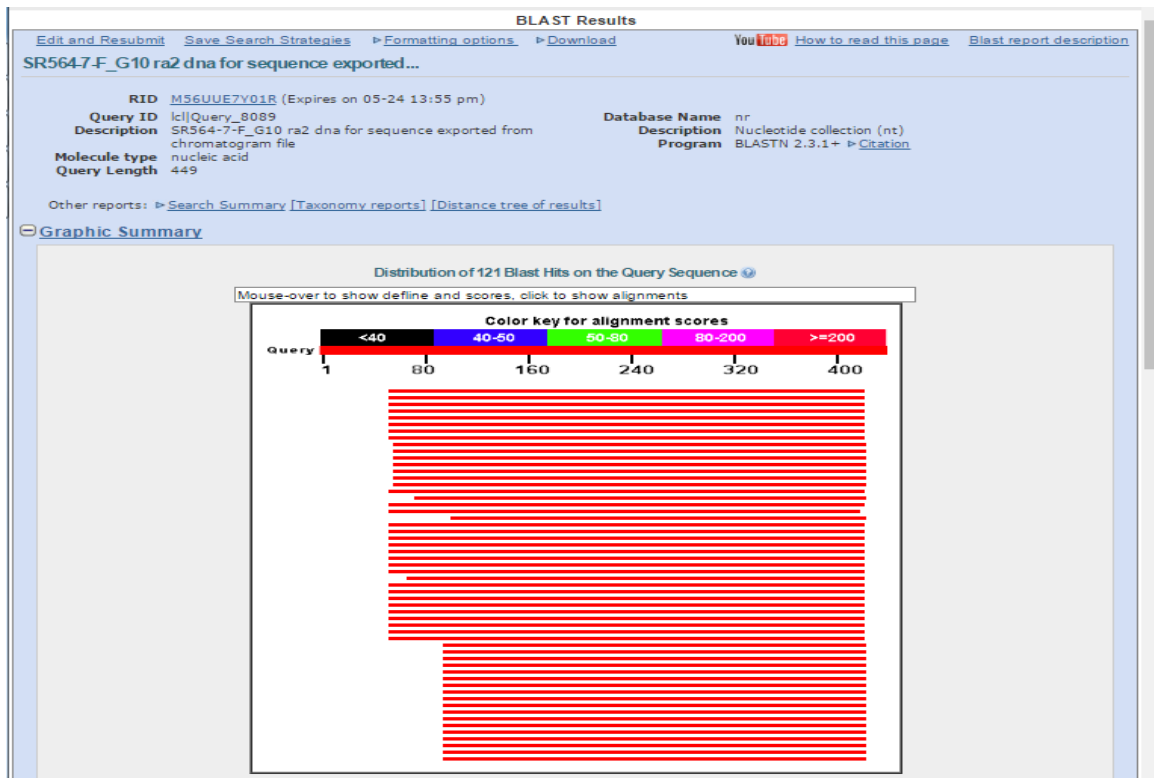 BLAST Results
Edit and Resubmit Save Search Strategies Formatting options Download YouTube How to read this page Blast report description
SR564-7-F_G10 ra2 dna for sequence exported...
RID M56UUE7Y01R (Expires on 05-24 13:55 pm)
Query ID lcl|Query_8089
Description SR564-7-F_G10 ra2 dna for sequence exported from
chromatogram file
Molecule type nucleic acid
Query Length 449
Database Name nr
Description Nucleotide collection (nt)
Program BLASTN 2.3.1+ Citation
Other reports: Search Summary [Taxonomy reports] [Distance tree of results]
Graphic Summary
Distribution of 121 Blast Hits on the Query Sequence
Mouse-over to show defline and scores, click to show alignments
Color key for alignment scores
<40 40-50 50-80 80-200 >=200
Query
1 80 160 240 320 400